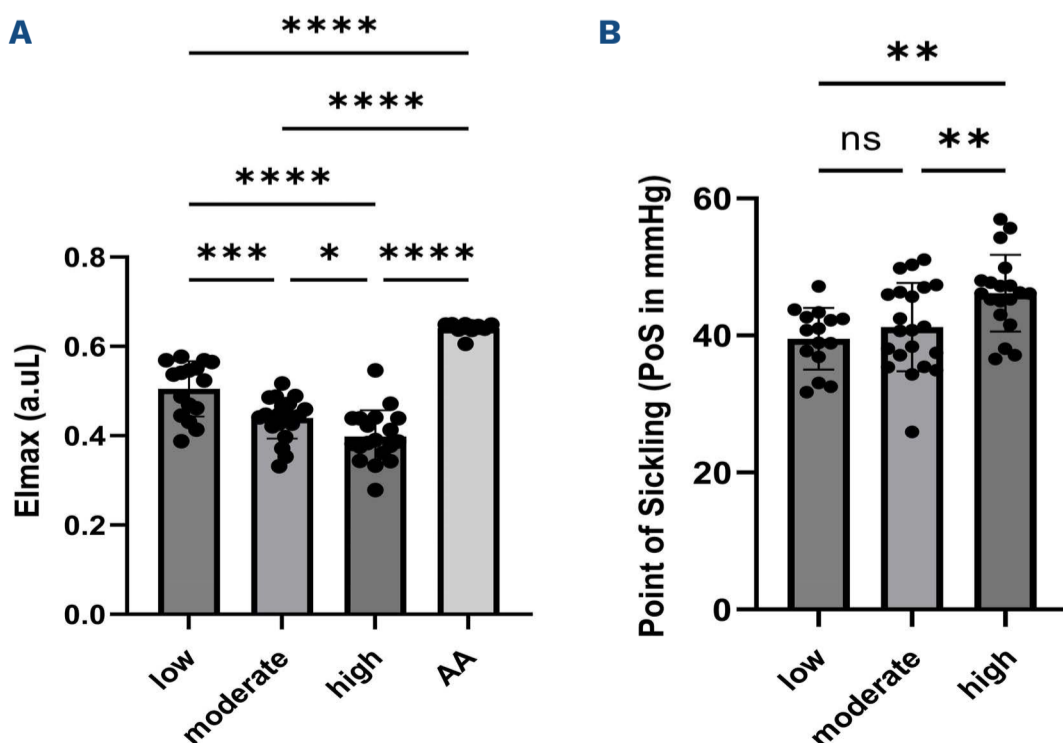 A
****
****
****
*** * ****
EImax (a.uL)
0.8
0.6
0.4
0.2
0.0
low
moderate
high
AA
B
**
ns **
Point of Sickling (PoS in mmHg)
60
40
20
0
low
moderate
high